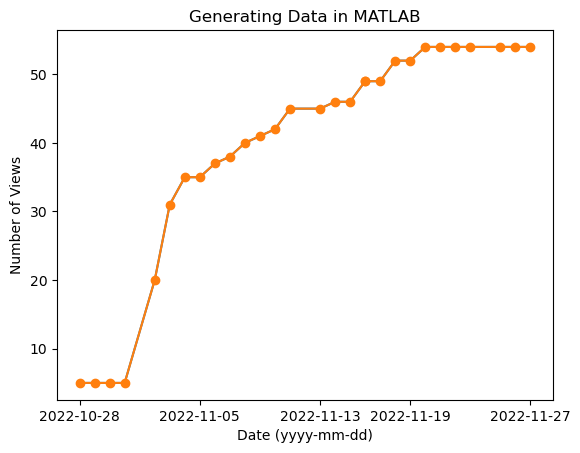 Generating Data in MATLAB
50
40
30
20
10
Number of Views
2022-10-28 2022-11-05 2022-11-13 2022-11-19 2022-11-27
Date (yyyy-mm-dd)